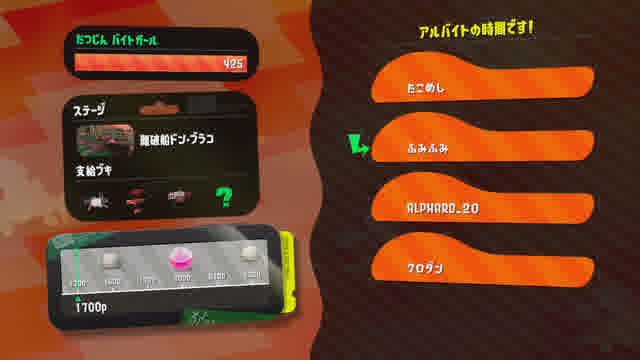 たつじん バイトガール
425
ステージ
難破船ドン・ブラコ
支給ブキ
?
1700p
アルバイトの時間です!
たこめし
ふみふみ
ALPHARD_20
クロダン